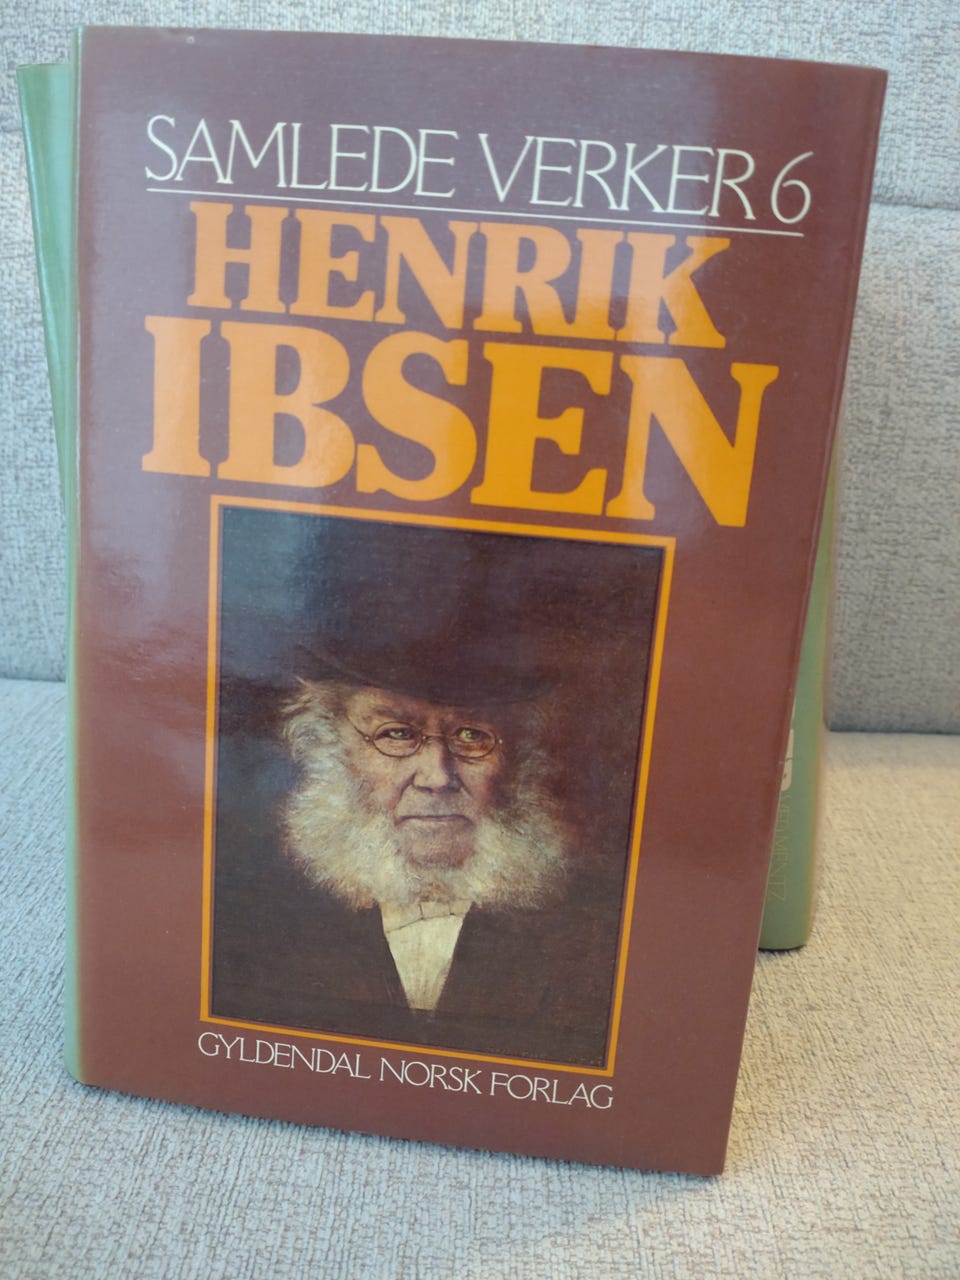 SAMLEDE VERKER 6
HENRIK
IBSEN
GYLDENDAL NORSK FORLAG